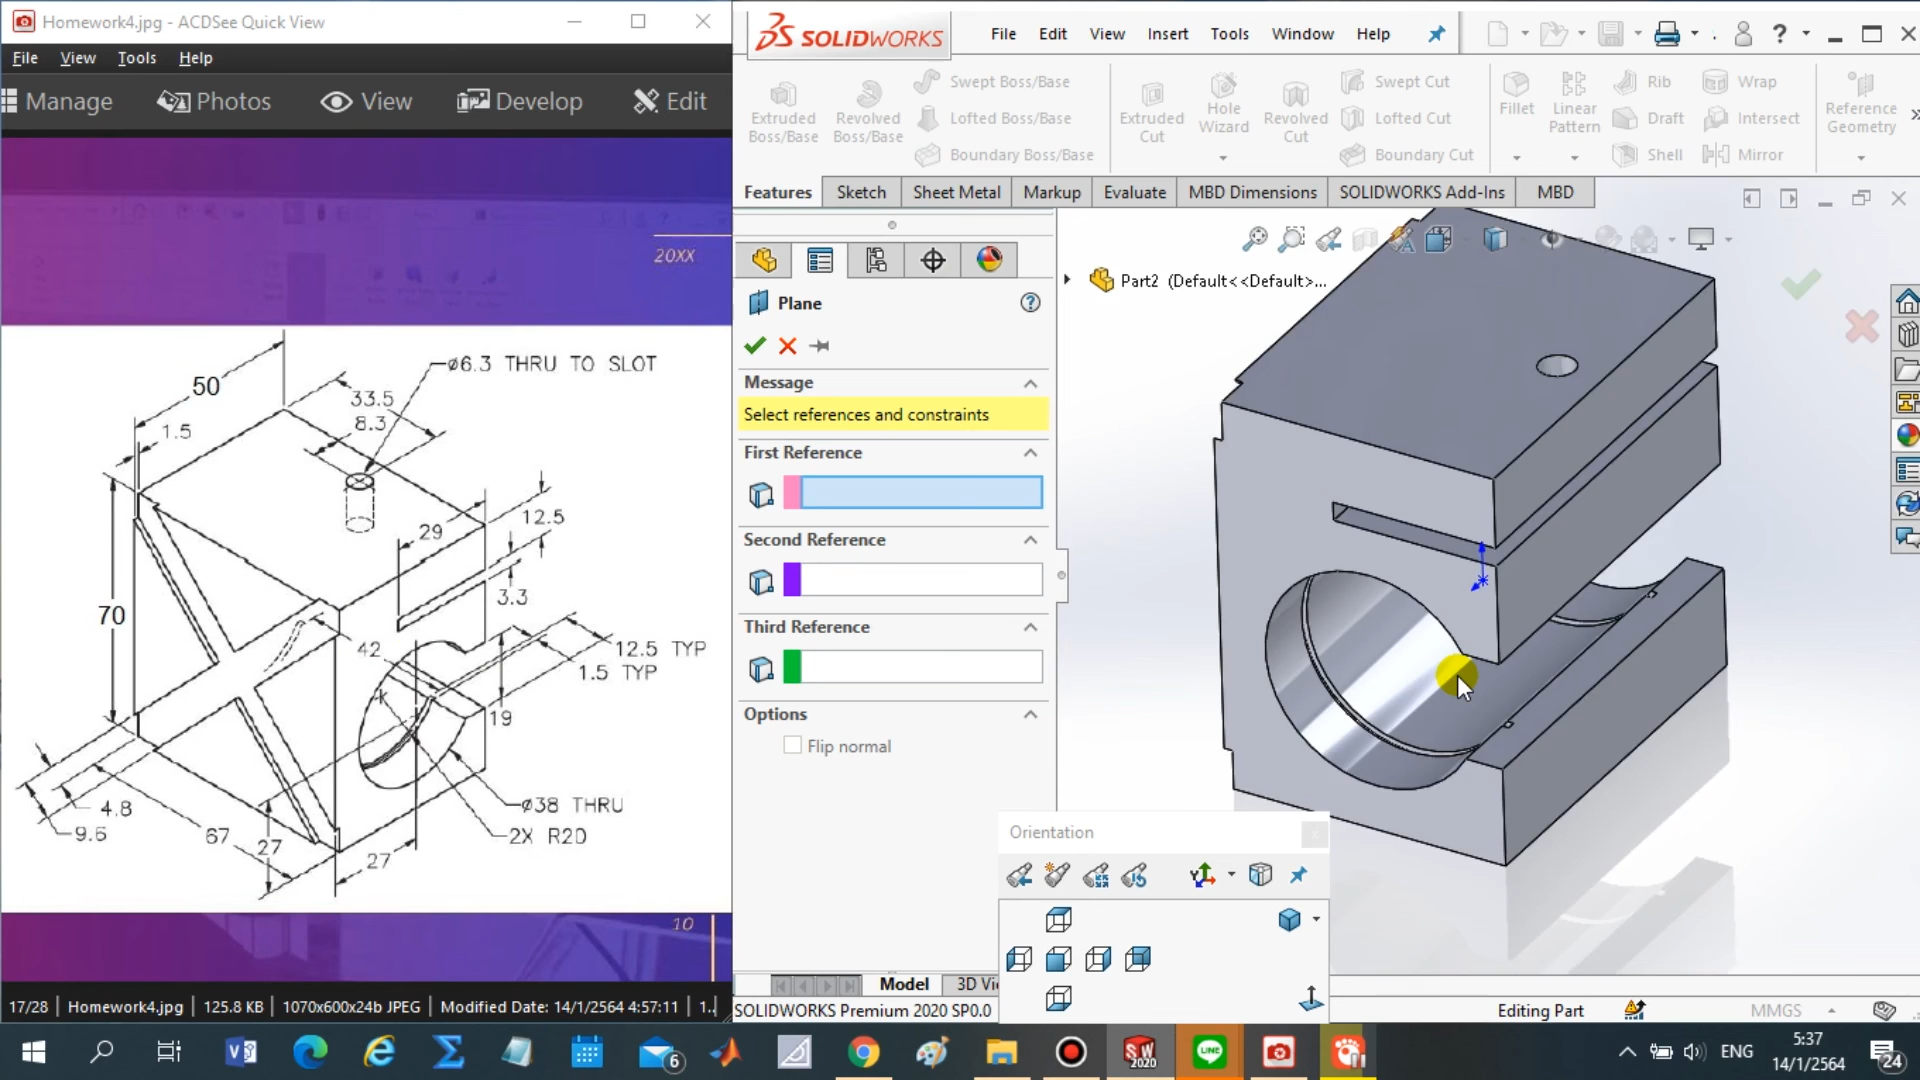 Homework4.jpg - ACDSee Quick View
File View Tools Help
Manage Photos View Develop Edit
20XX
50
1.5
33.5
8.3
ø6.3 THRU TO SLOT
29
12.5
3.3
70
42
12.5 TYP
1.5 TYP
19
4.8
9.6
67
27
27
ø38 THRU
2X R20
10
17/28 Homework4.jpg 125.8 KB 1070x600x24b JPEG Modified Date: 14/1/2564 4:57:11 1..
SOLIDWORKS File Edit View Insert Tools Window Help
Extruded Boss/Base
Revolved Boss/Base
Swept Boss/Base
Lofted Boss/Base
Boundary Boss/Base
Extruded Cut
Hole Wizard
Revolved Cut
Swept Cut
Lofted Cut
Boundary Cut
Fillet
Linear Pattern
Rib
Draft
Shell
Wrap
Intersect
Mirror
Reference Geometry
Features Sketch Sheet Metal Markup Evaluate MBD Dimensions SOLIDWORKS Add-Ins MBD
Part2 (Default<<Default>...
Plane
Message
Select references and constraints
First Reference
Second Reference
Third Reference
Options
Flip normal
Orientation
Model 3D Vi
SOLIDWORKS Premium 2020 SP0.0
Editing Part
MMGS
6
SW 2020
LINE
ENG
5:37
14/1/2564
24